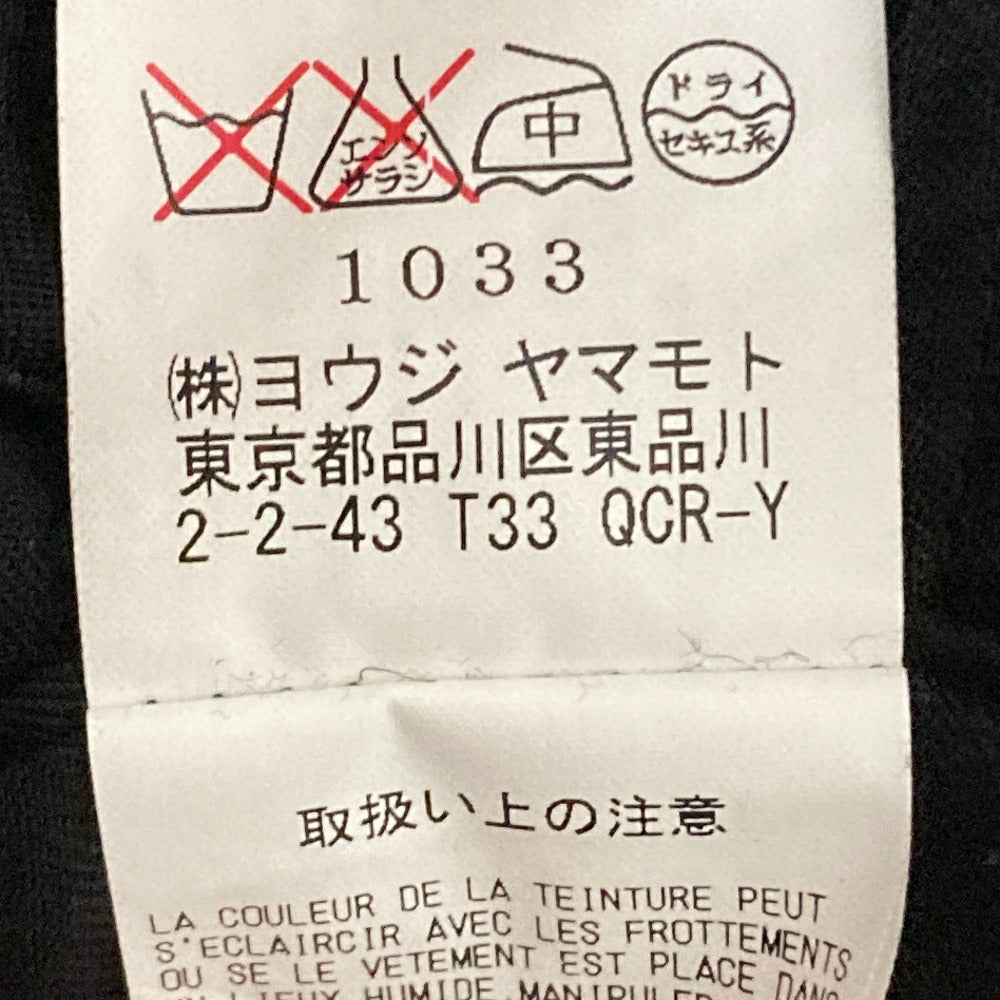 エンソ
サラシ
中
ドライ
セキユ系
1033
㈱ヨウジ ヤマモト
東京都品川区東品川
2-2-43 T33 QCR-Y
取扱い上の注意
LA COULEUR DE LA TEINTURE PEUT
S'ECLAIRCIR AVEC LES FROTTEMENTS
OU SE LE VETEMENT EST PLACE DANS
LIEUX HUMIDE,MANIPULER